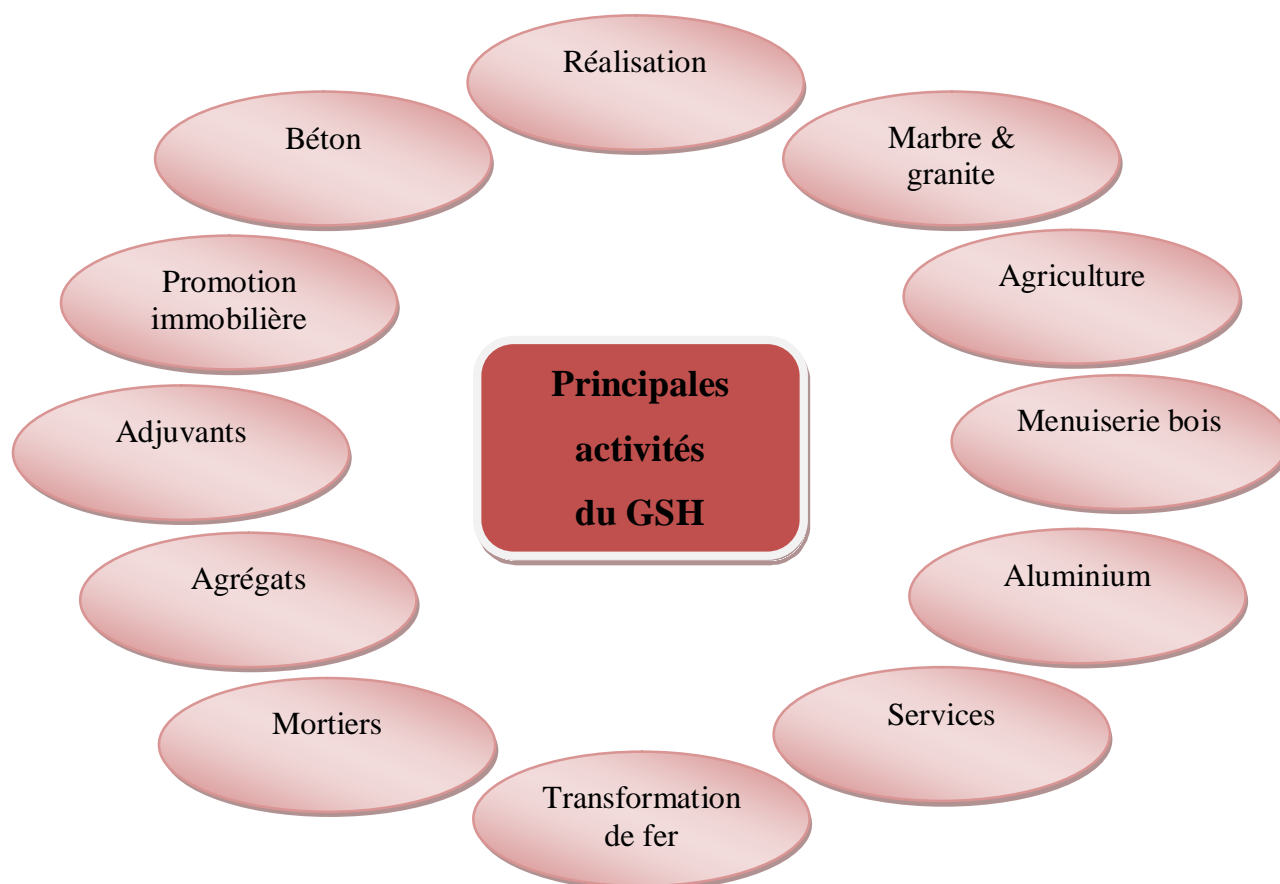 Réalisation
Béton
Marbre &
granite
Promotion
immobilière
Agriculture
Principales
activités
du GSH
Adjuvants
Menuiserie bois
Agrégats
Aluminium
Mortiers
Services
Transformation
de fer